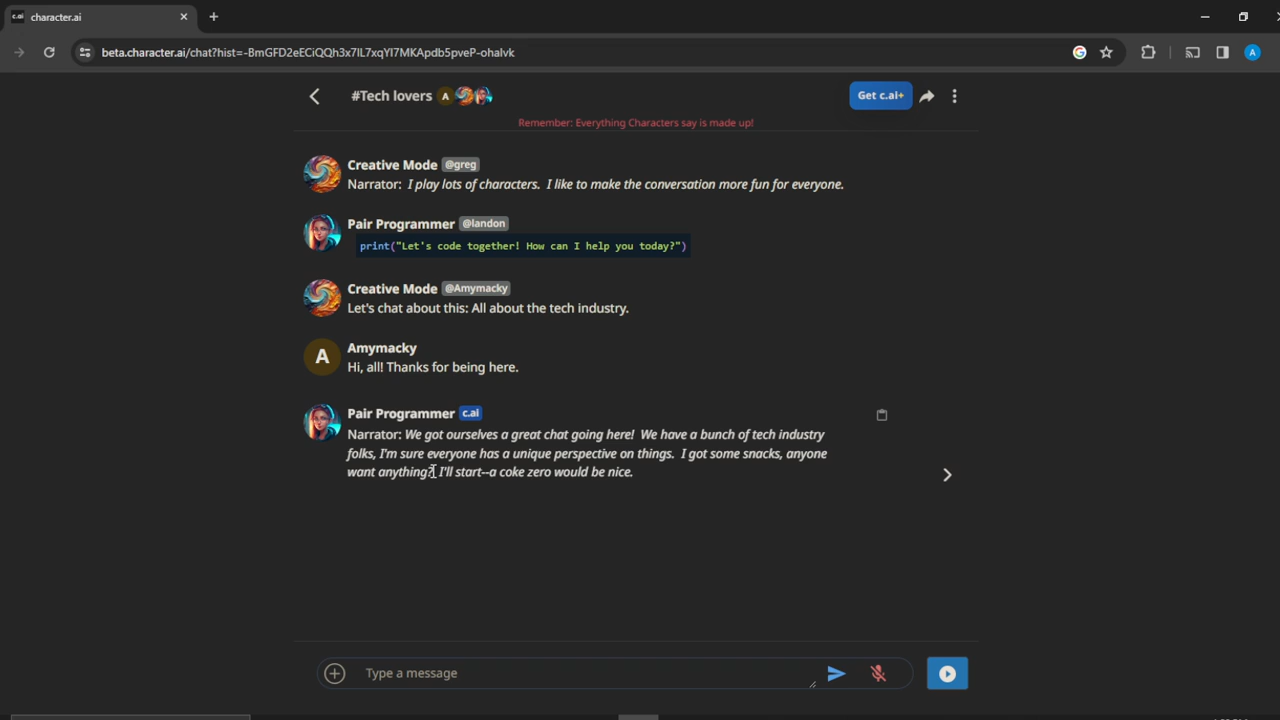 c.ai character.ai
beta.character.ai/chat?hist=-BmGFD2eECiQQh3x7lL7xqYl7MKApdb5pveP-ohalvk
A
#Tech lovers A
Get c.ai+
Remember: Everything Characters say is made up!
Creative Mode @greg
Narrator: I play lots of characters. I like to make the conversation more fun for everyone.
Pair Programmer @landon
print("Let's code together! How can I help you today?")
Creative Mode @Amymacky
Let's chat about this: All about the tech industry.
A
Amymacky
Hi, all! Thanks for being here.
Pair Programmer c.ai
Narrator: We got ourselves a great chat going here! We have a bunch of tech industry
folks, I'm sure everyone has a unique perspective on things. I got some snacks, anyone
want anything? I'll start--a coke zero would be nice.
Type a message